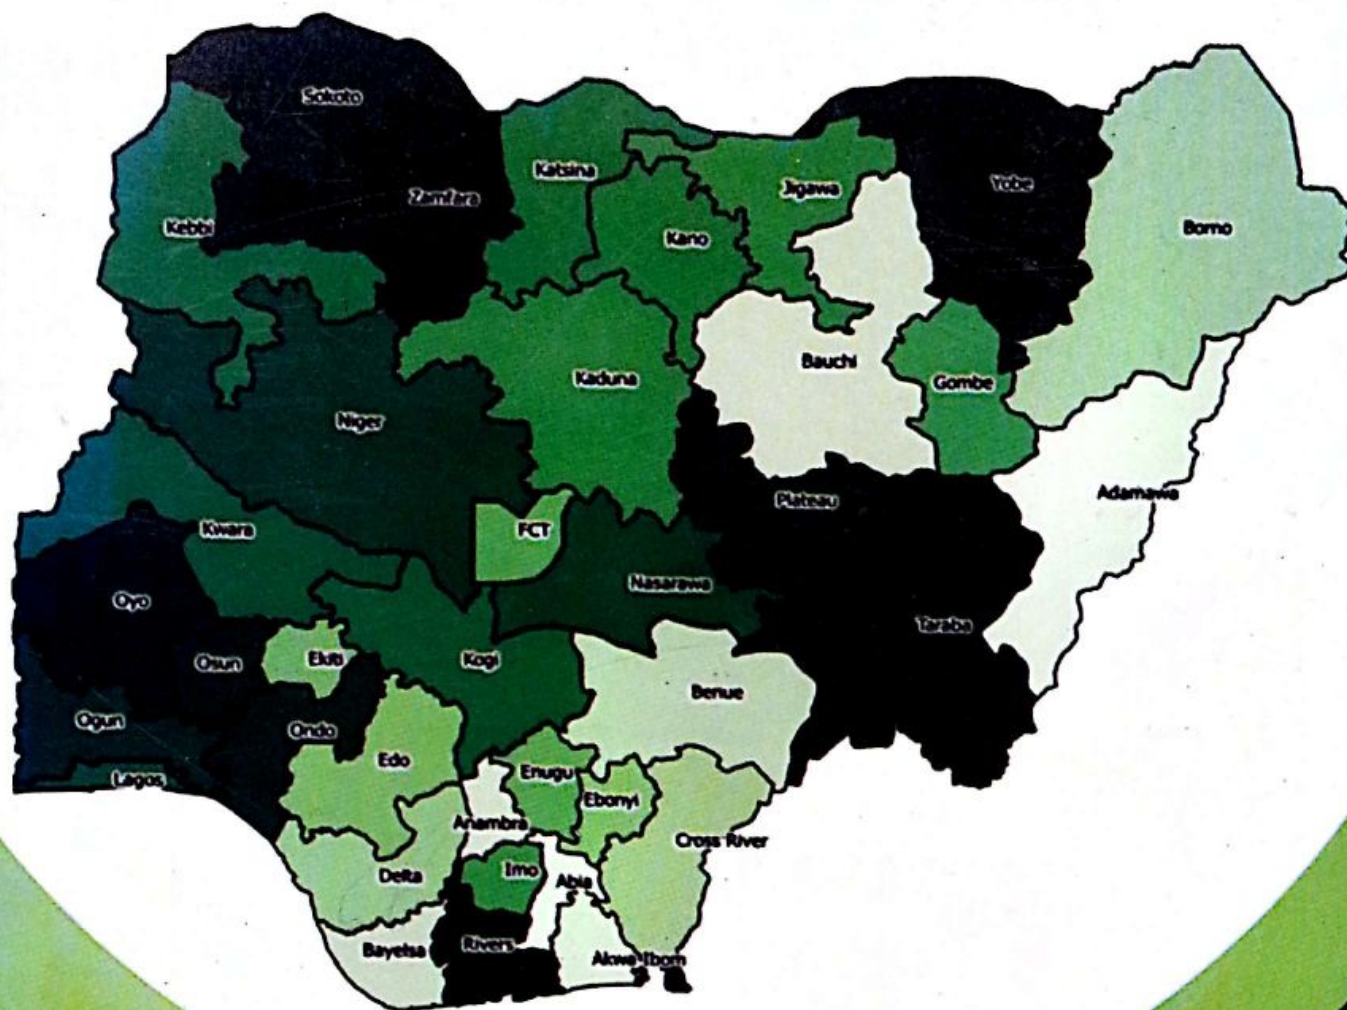 Sokoto
Katsina
Zamfara
Jigawa
Yobe
Kebbi
Kano
Borno
Bauchi
Kaduna
Gombe
Niger
Adamawa
Plateau
Kwara
FCT
Nasarawa
Oyo
Taraba
Osun
Ekiti
Kogi
Benue
Ogun
Ondo
Edo
Enugu
Lagos
Ebonyi
Anambra
Cross River
Imo
Delta
Abia
Rivers
Bayelsa
Akwa-Ibom